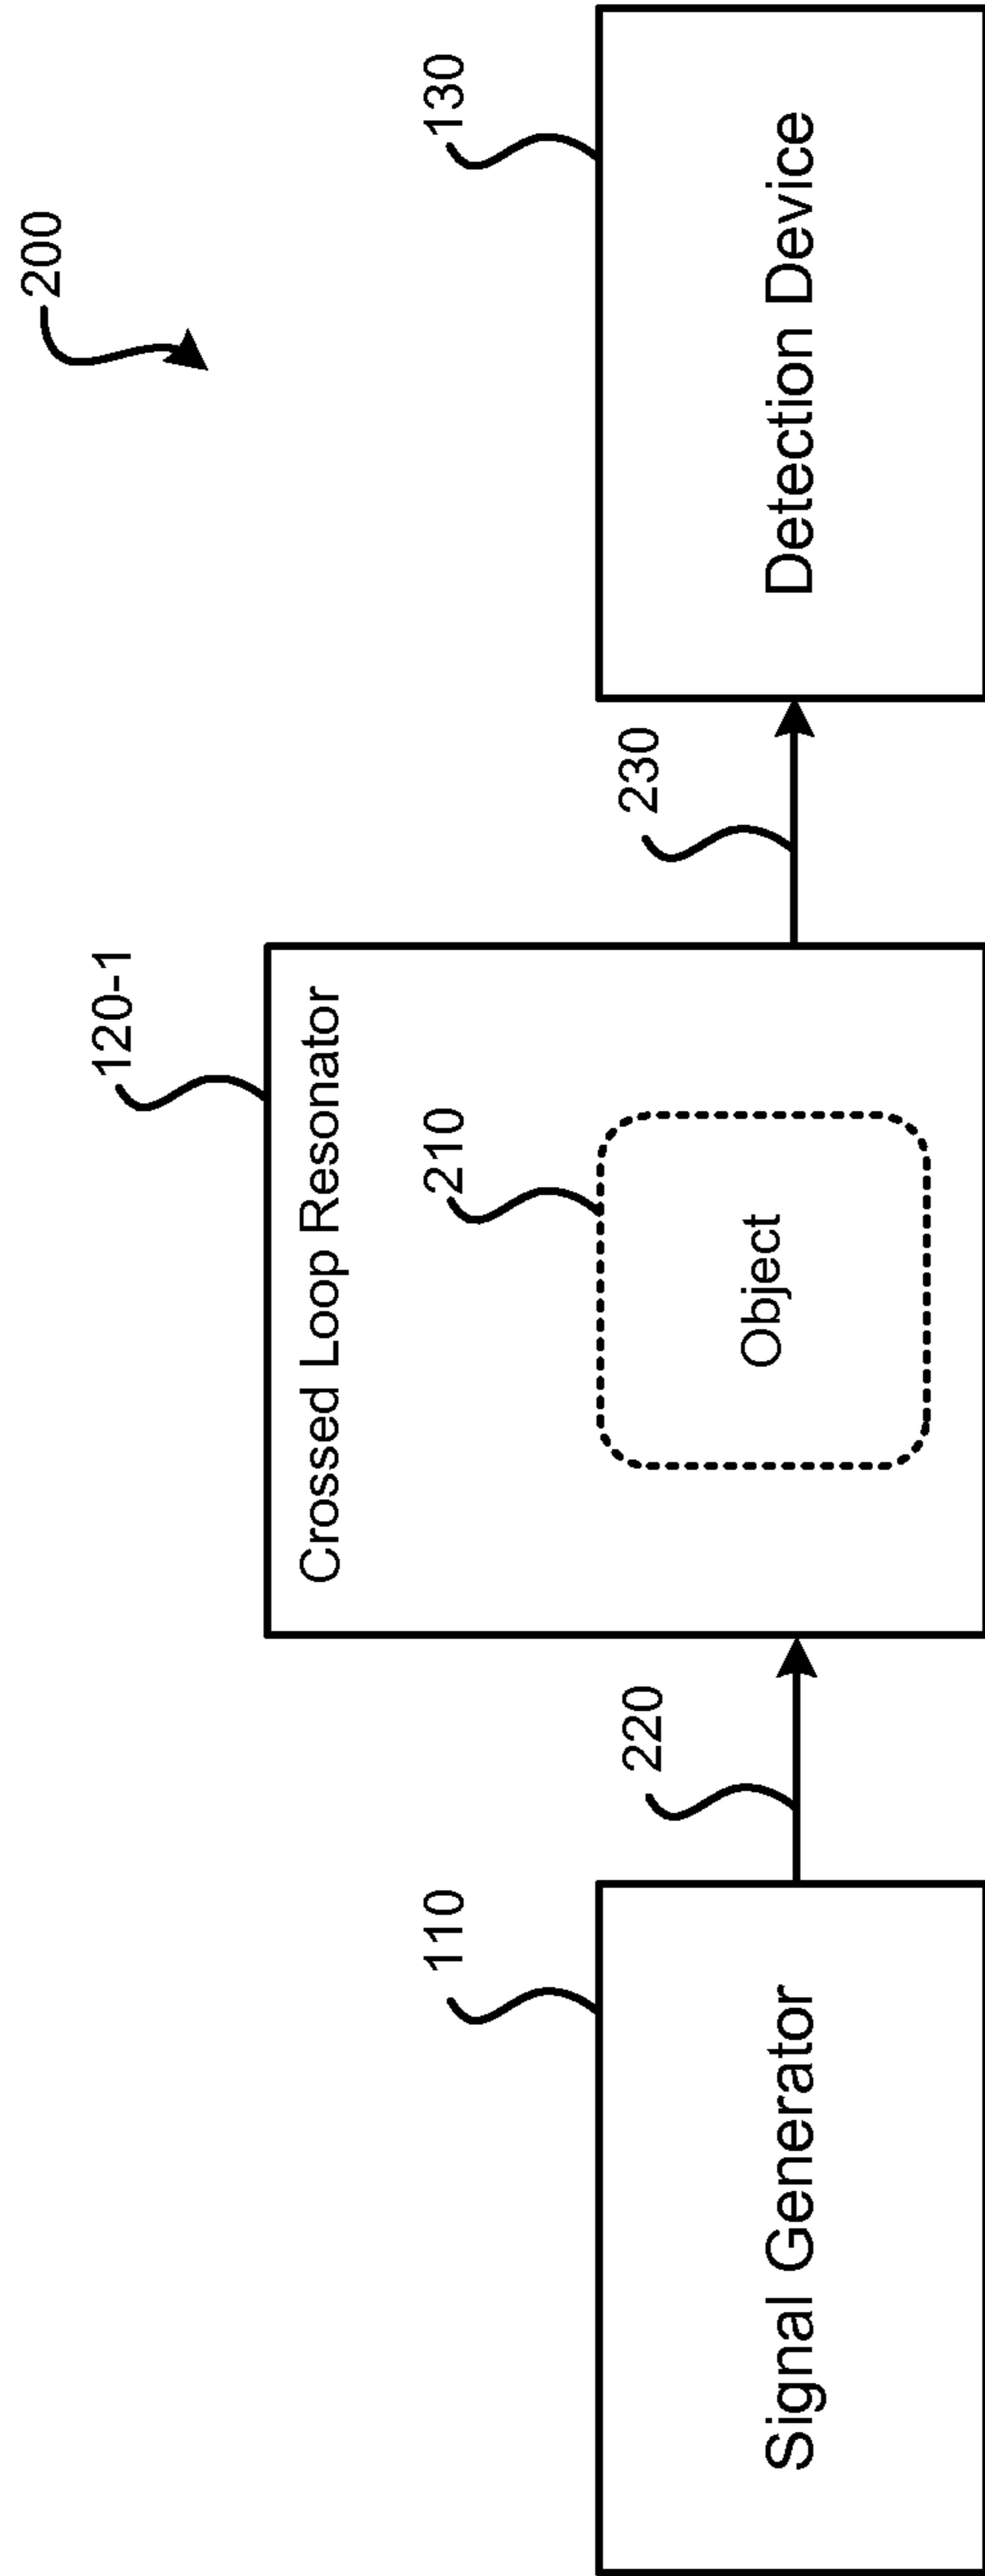 200
120-1
Crossed Loop Resonator
110
Signal Generator
220
210
Object
230
130
Detection Device